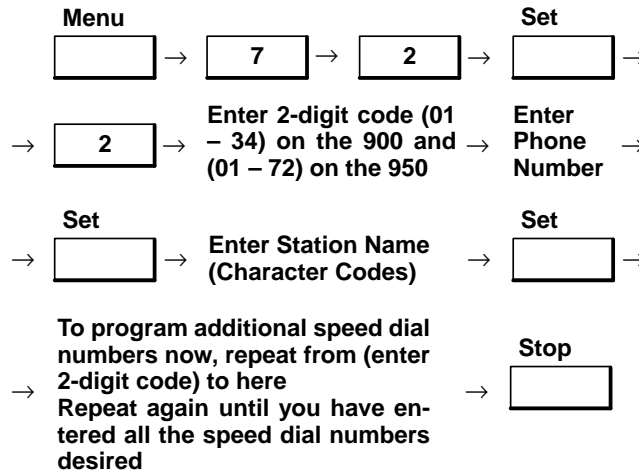 Menu
Set
→ 7 → 2 → →
→ 2 → Enter 2-digit code (01
– 34) on the 900 and
(01 – 72) on the 950 → Enter
Phone
Number →
Set
Set
→ → Enter Station Name
(Character Codes) → →
→ To program additional speed dial
numbers now, repeat from (enter
2-digit code) to here
Repeat again until you have en-
tered all the speed dial numbers
desired
→ Stop